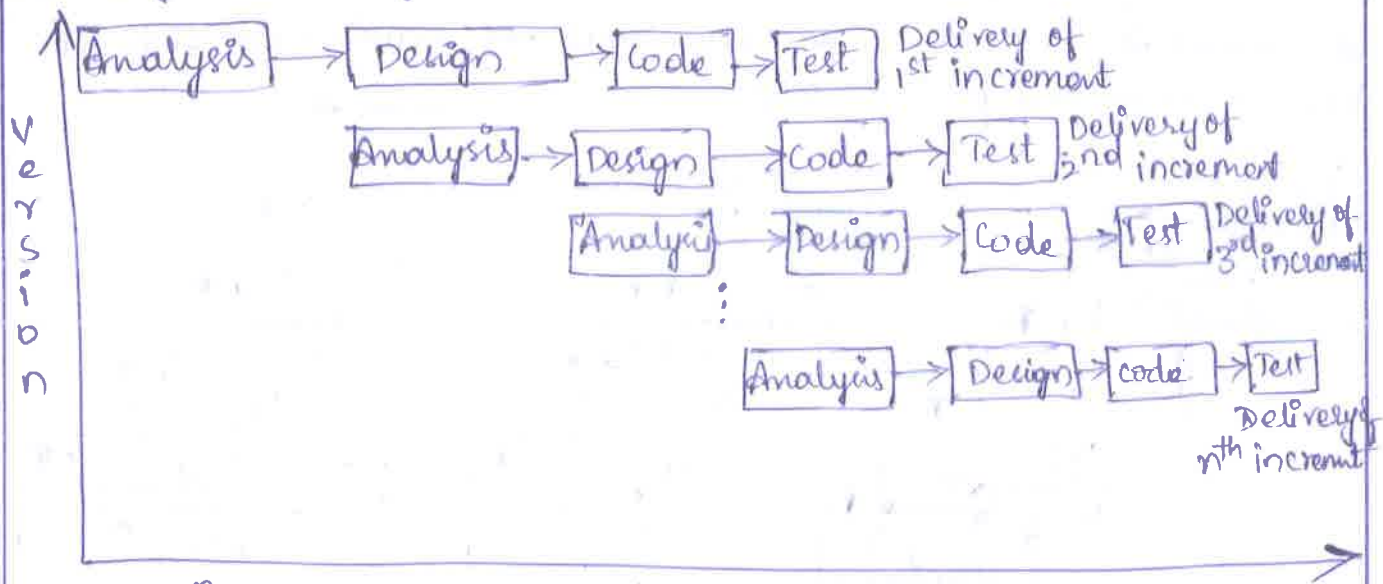 Analysis Design Code Test Delivery of
1st increment
Analysis Design Code Test Delivery of
2nd increment
Analysis Design Code Test Delivery of
3rd increment
Analysis Design code Test
Delivery of
nth increment
Version